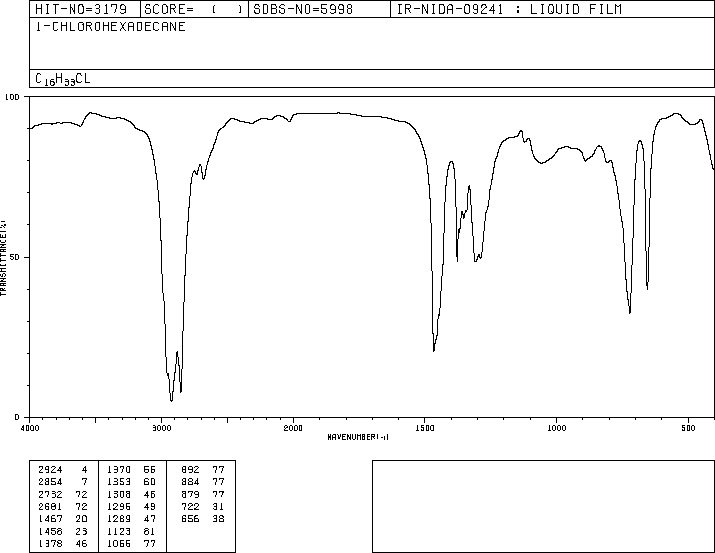 HIT-NO=3179 SCORE= ( ) SDBS-NO=5998 IR-NIDA-09241 : LIQUID FILM
1-CHLOROHEXADECANE
C16H33CL
100
50
0
TRANSMITTANCE(%)
4000 3000 2000 1500 1000 500
WAVENUMBER(-1)
2924 4 1370 66 892 77
2854 7 1353 60 884 77
2732 72 1308 46 879 77
2681 72 1296 49 722 31
1467 20 1289 47 656 38
1458 23 1123 81
1378 46 1066 77